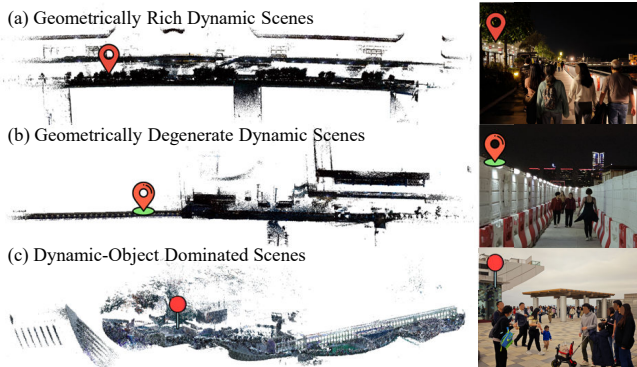 (a) Geometrically Rich Dynamic Scenes
(b) Geometrically Degenerate Dynamic Scenes
(c) Dynamic-Object Dominated Scenes